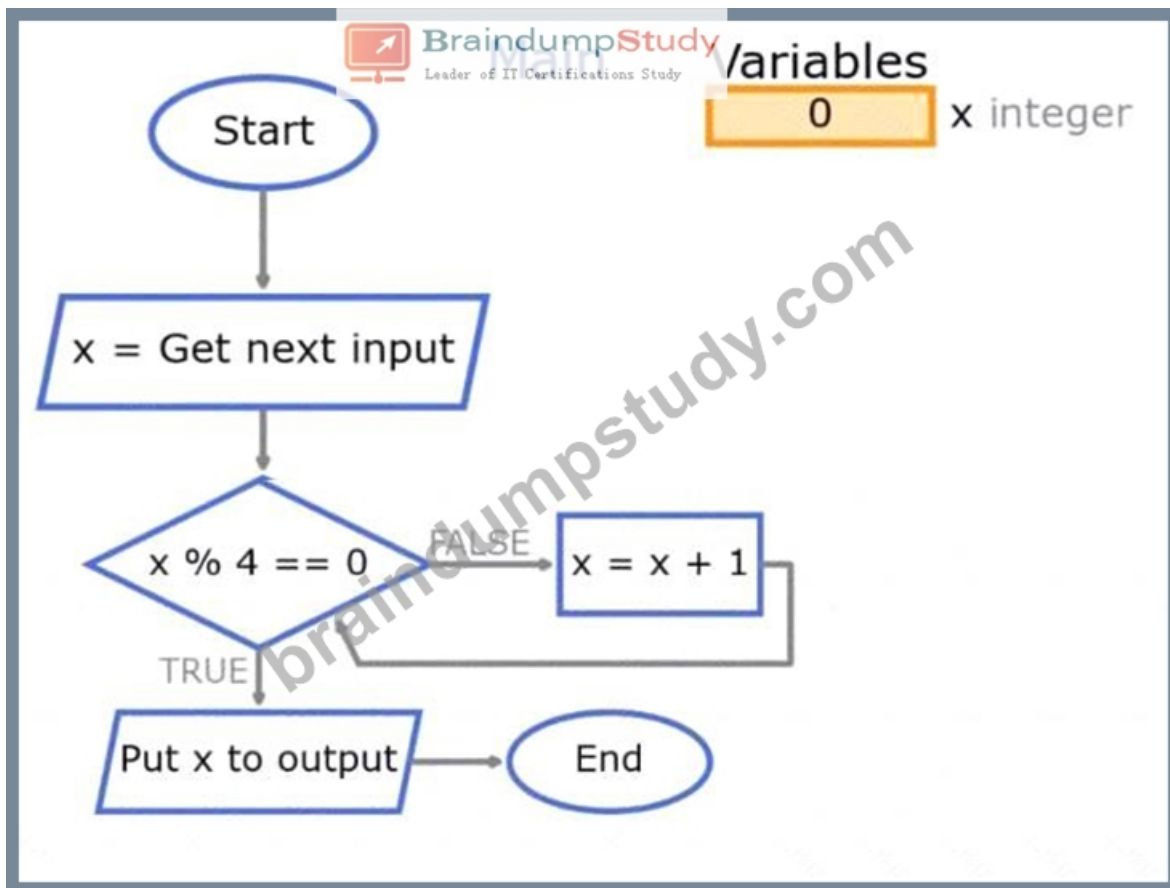 BraindumpStudy
Leader of IT Certifications Study
Main
Variables
0
x integer
Start
x = Get next input
x % 4 == 0
FALSE
x = x + 1
TRUE
Put x to output
End
braindumpstudy.com